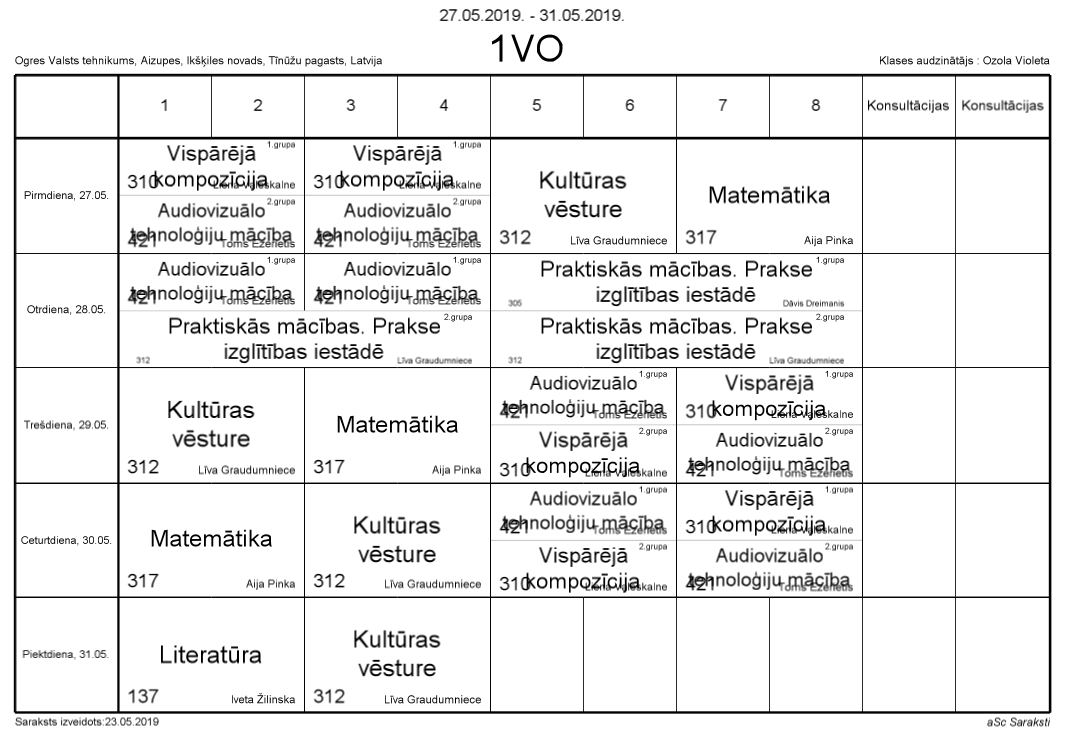 27.05.2019. - 31.05.2019.
1VO
Ogres Valsts tehnikums, Aizupes, Ikšķiles novads, Tīnūžu pagasts, Latvija
Klases audzinātājs : Ozola Violeta
1 2 3 4 5 6 7 8 Konsultācijas Konsultācijas
Pirmdiena, 27.05.
Vispārējā 1.grupa
kompozīcija
310 Liena Valeskalne
Audiovizuālo 2.grupa
tehnoloģiju mācība
421 Toms Ezerietis
Vispārējā 1.grupa
kompozīcija
310 Liena Valeskalne
Audiovizuālo 2.grupa
tehnoloģiju mācība
421 Toms Ezerietis
Kultūras
vēsture
312 Līva Graudumniece
Matemātika
317 Aija Pinka
Otrdiena, 28.05.
Audiovizuālo 1.grupa
tehnoloģiju mācība
421 Toms Ezerietis
Audiovizuālo 1.grupa
tehnoloģiju mācība
421 Toms Ezerietis
Praktiskās mācības. Prakse 2.grupa
izglītības iestādē
312 Līva Graudumniece
Praktiskās mācības. Prakse 1.grupa
izglītības iestādē
305 Dāvis Dreimanis
Praktiskās mācības. Prakse 2.grupa
izglītības iestādē
312 Līva Graudumniece
Trešdiena, 29.05.
Kultūras
vēsture
312 Līva Graudumniece
Matemātika
317 Aija Pinka
Audiovizuālo 1.grupa
tehnoloģiju mācība
421 Toms Ezerietis
Vispārējā 2.grupa
kompozīcija
310 Liena Valeskalne
Vispārējā 1.grupa
kompozīcija
310 Liena Valeskalne
Audiovizuālo 2.grupa
tehnoloģiju mācība
421 Toms Ezerietis
Ceturtdiena, 30.05.
Matemātika
317 Aija Pinka
Kultūras
vēsture
312 Līva Graudumniece
Audiovizuālo 1.grupa
tehnoloģiju mācība
421 Toms Ezerietis
Vispārējā 2.grupa
kompozīcija
310 Liena Valeskalne
Vispārējā 1.grupa
kompozīcija
310 Liena Valeskalne
Audiovizuālo 2.grupa
tehnoloģiju mācība
421 Toms Ezerietis
Piektdiena, 31.05.
Literatūra
137 Iveta Žilinska
Kultūras
vēsture
312 Līva Graudumniece
Saraksts izveidots:23.05.2019
aSc Saraksti